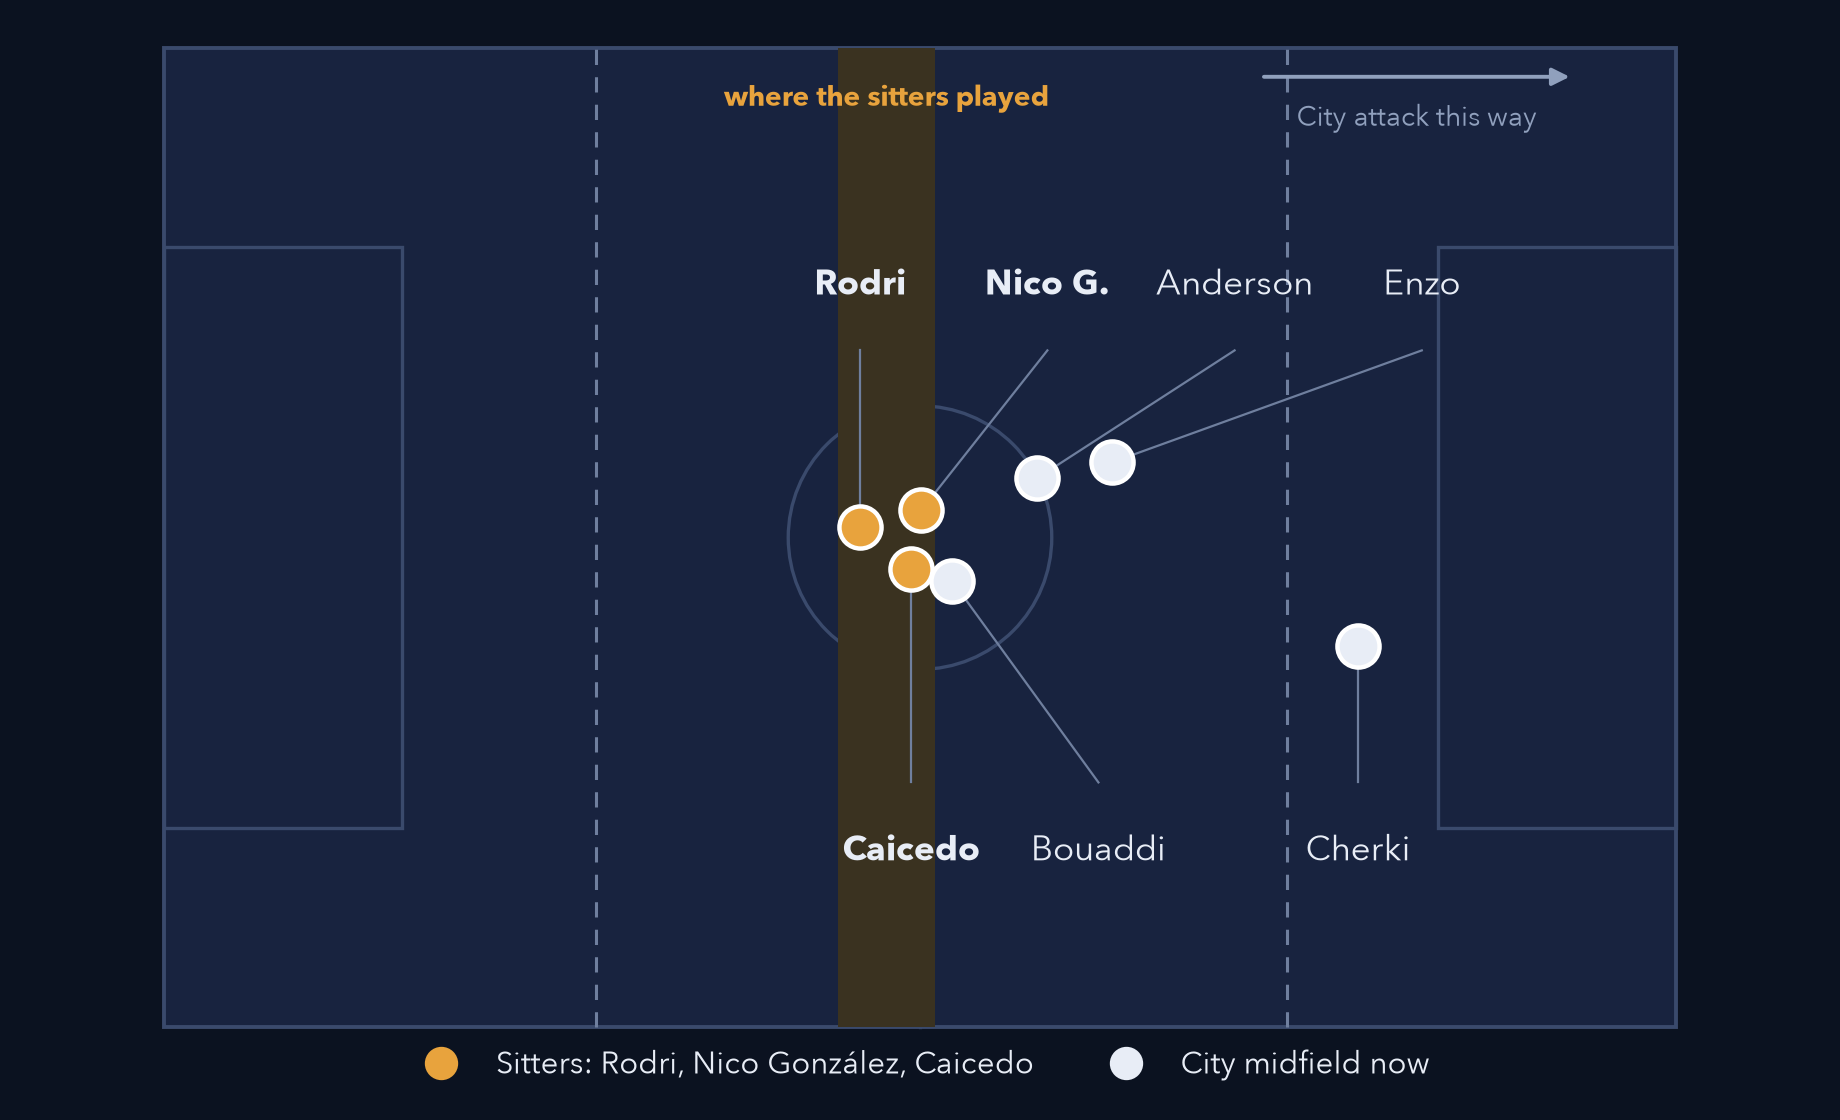 where the sitters played
City attack this way
Rodri
Nico G.
Anderson
Enzo
Caicedo
Bouaddi
Cherki
Sitters: Rodri, Nico González, Caicedo
City midfield now